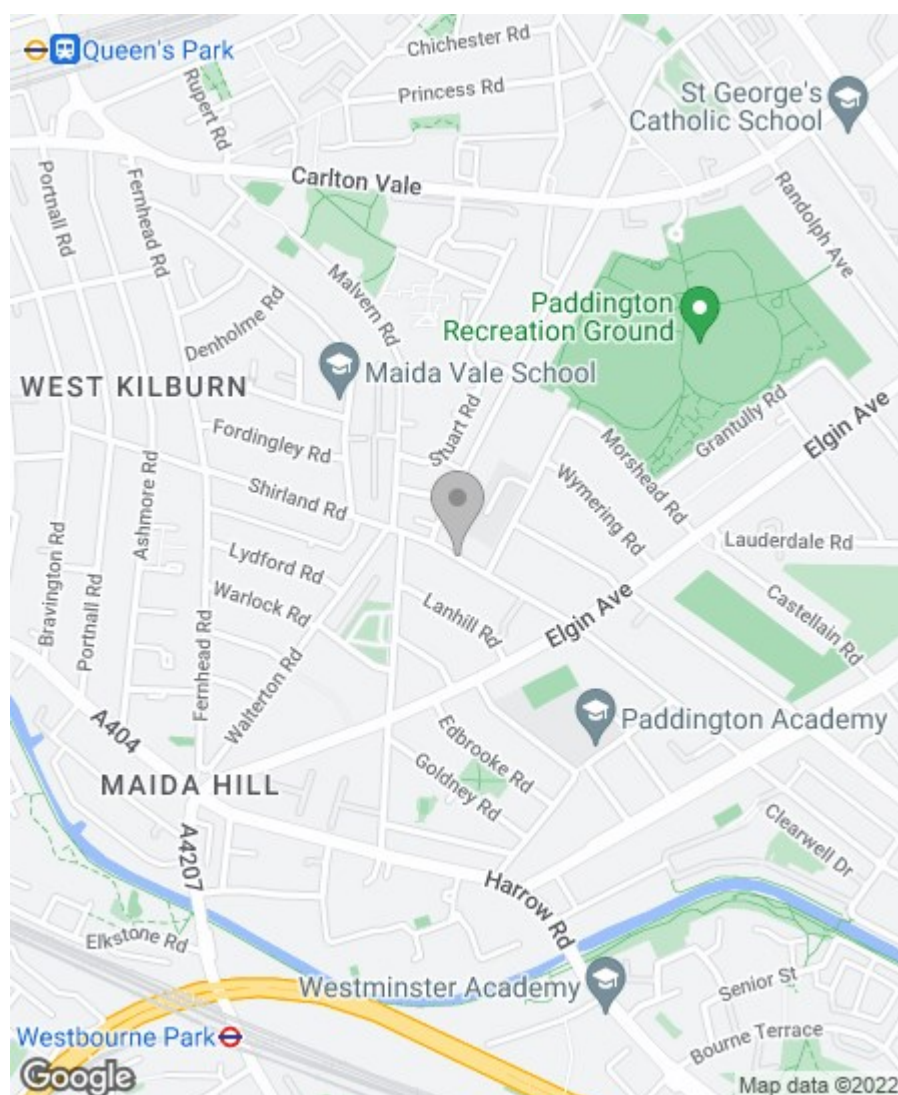 Queen's Park
Chichester Rd
Princess Rd
St George's
Catholic School
Rupert Rd
Portnall Rd
Fernhead Rd
Carlton Vale
Randolph Ave
Malvern Rd
Denholme Rd
Paddington
Recreation Ground
Maida Vale School
WEST KILBURN
Stuart Rd
Grantully Rd
Elgin Ave
Morshead Rd
Fordingley Rd
Wymering Rd
Shirland Rd
Ashmore Rd
Lauderdale Rd
Bravington Rd
Portnall Rd
Lydford Rd
Warlock Rd
Lanhill Rd
Elgin Ave
Castellain Rd
Fernhead Rd
Walterton Rd
A404
Paddington Academy
Edbrooke Rd
Goldney Rd
MAIDA HILL
Clearwell Dr
A4207
Harrow Rd
Elkstone Rd
Westminster Academy
Senior St
Bourne Terrace
Westbourne Park
Google
Map data ©2022